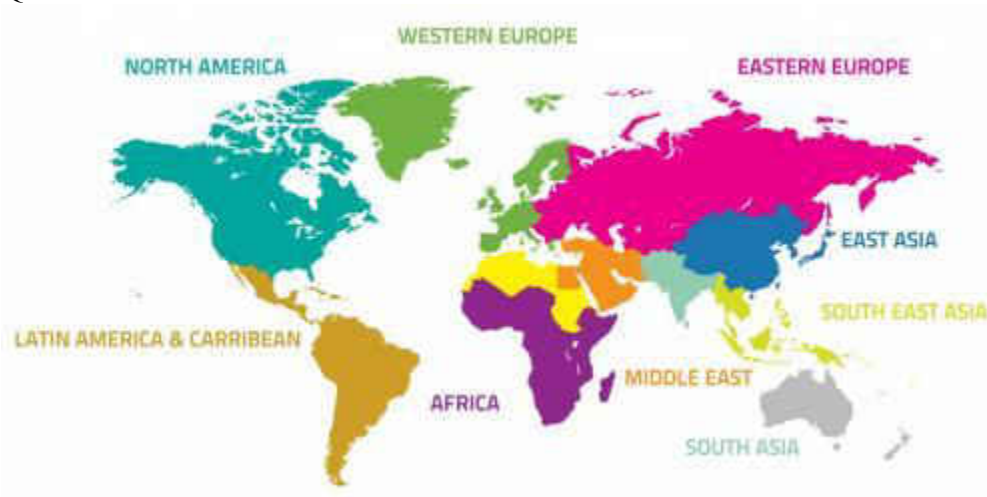 WESTERN EUROPE
NORTH AMERICA
EASTERN EUROPE
EAST ASIA
SOUTH EAST ASIA
LATIN AMERICA & CARRIBEAN
MIDDLE EAST
AFRICA
SOUTH ASIA